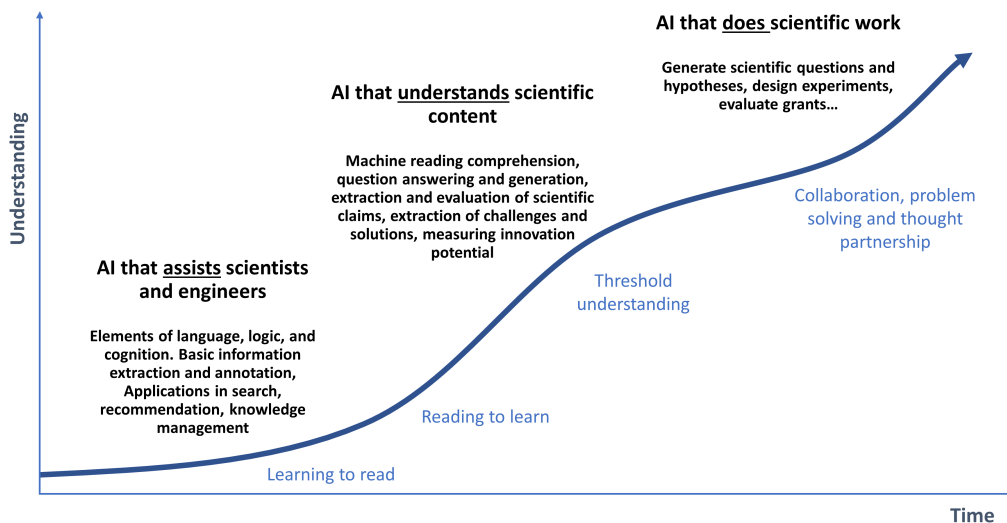 AI that does scientific work
Generate scientific questions and
hypotheses, design experiments,
evaluate grants...
AI that understands scientific
content
Machine reading comprehension,
question answering and generation,
extraction and evaluation of scientific
claims, extraction of challenges and
solutions, measuring innovation
potential
AI that assists scientists
and engineers
Elements of language, logic, and
cognition. Basic information
extraction and annotation,
Applications in search,
recommendation, knowledge
management
Understanding
Collaboration, problem
solving and thought
partnership
Threshold
understanding
Reading to learn
Learning to read
Time